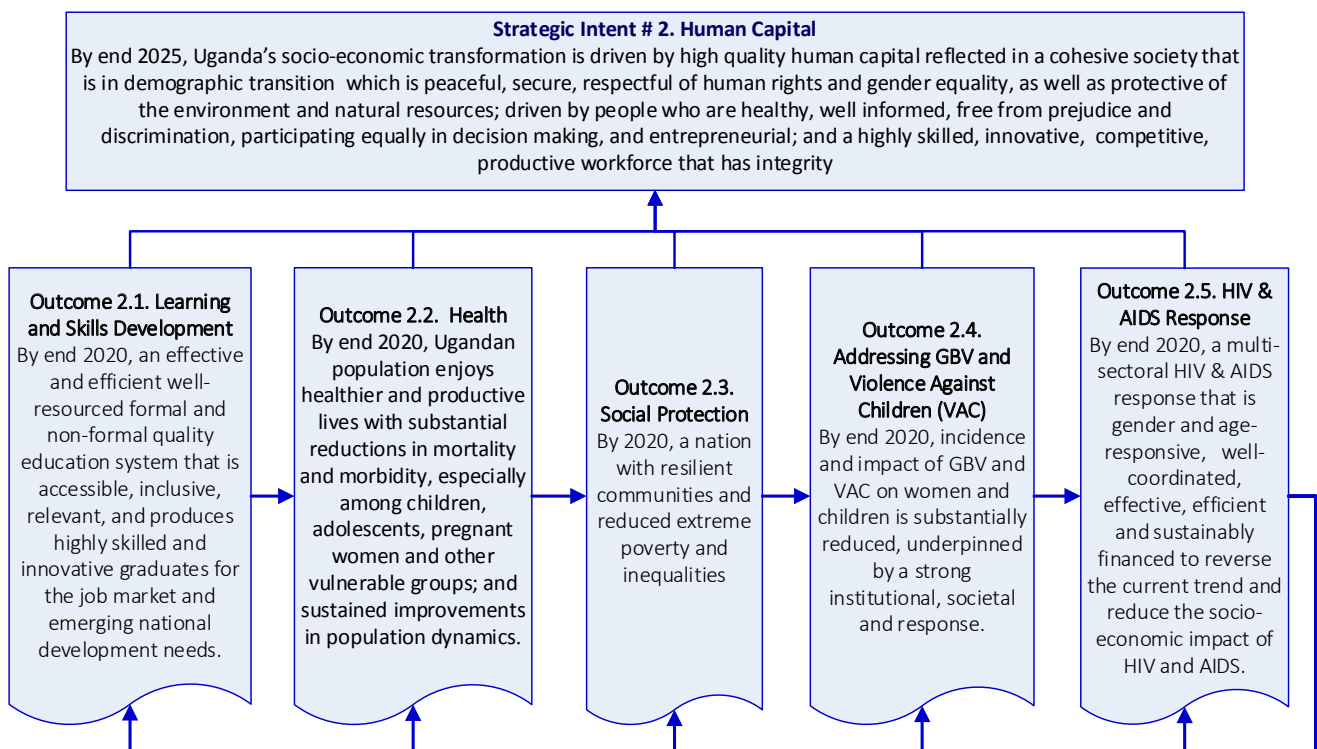 Strategic Intent # 2. Human Capital
By end 2025, Uganda’s socio-economic transformation is driven by high quality human capital reflected in a cohesive society that
is in demographic transition which is peaceful, secure, respectful of human rights and gender equality, as well as protective of
the environment and natural resources; driven by people who are healthy, well informed, free from prejudice and
discrimination, participating equally in decision making, and entrepreneurial; and a highly skilled, innovative, competitive,
productive workforce that has integrity
Outcome 2.1. Learning
and Skills Development
By end 2020, an effective
and efficient well-
resourced formal and
non-formal quality
education system that is
accessible, inclusive,
relevant, and produces
highly skilled and
innovative graduates for
the job market and
emerging national
development needs.
Outcome 2.2. Health
By end 2020, Ugandan
population enjoys
healthier and productive
lives with substantial
reductions in mortality
and morbidity, especially
among children,
adolescents, pregnant
women and other
vulnerable groups; and
sustained improvements
in population dynamics.
Outcome 2.3.
Social Protection
By 2020, a nation
with resilient
communities and
reduced extreme
poverty and
inequalities
Outcome 2.4.
Addressing GBV and
Violence Against
Children (VAC)
By end 2020, incidence
and impact of GBV and
VAC on women and
children is substantially
reduced, underpinned
by a strong
institutional, societal
and response.
Outcome 2.5. HIV &
AIDS Response
By end 2020, a multi-
sectoral HIV & AIDS
response that is
gender and age-
responsive, well-
coordinated,
effective, efficient
and sustainably
financed to reverse
the current trend and
reduce the socio-
economic impact of
HIV and AIDS.